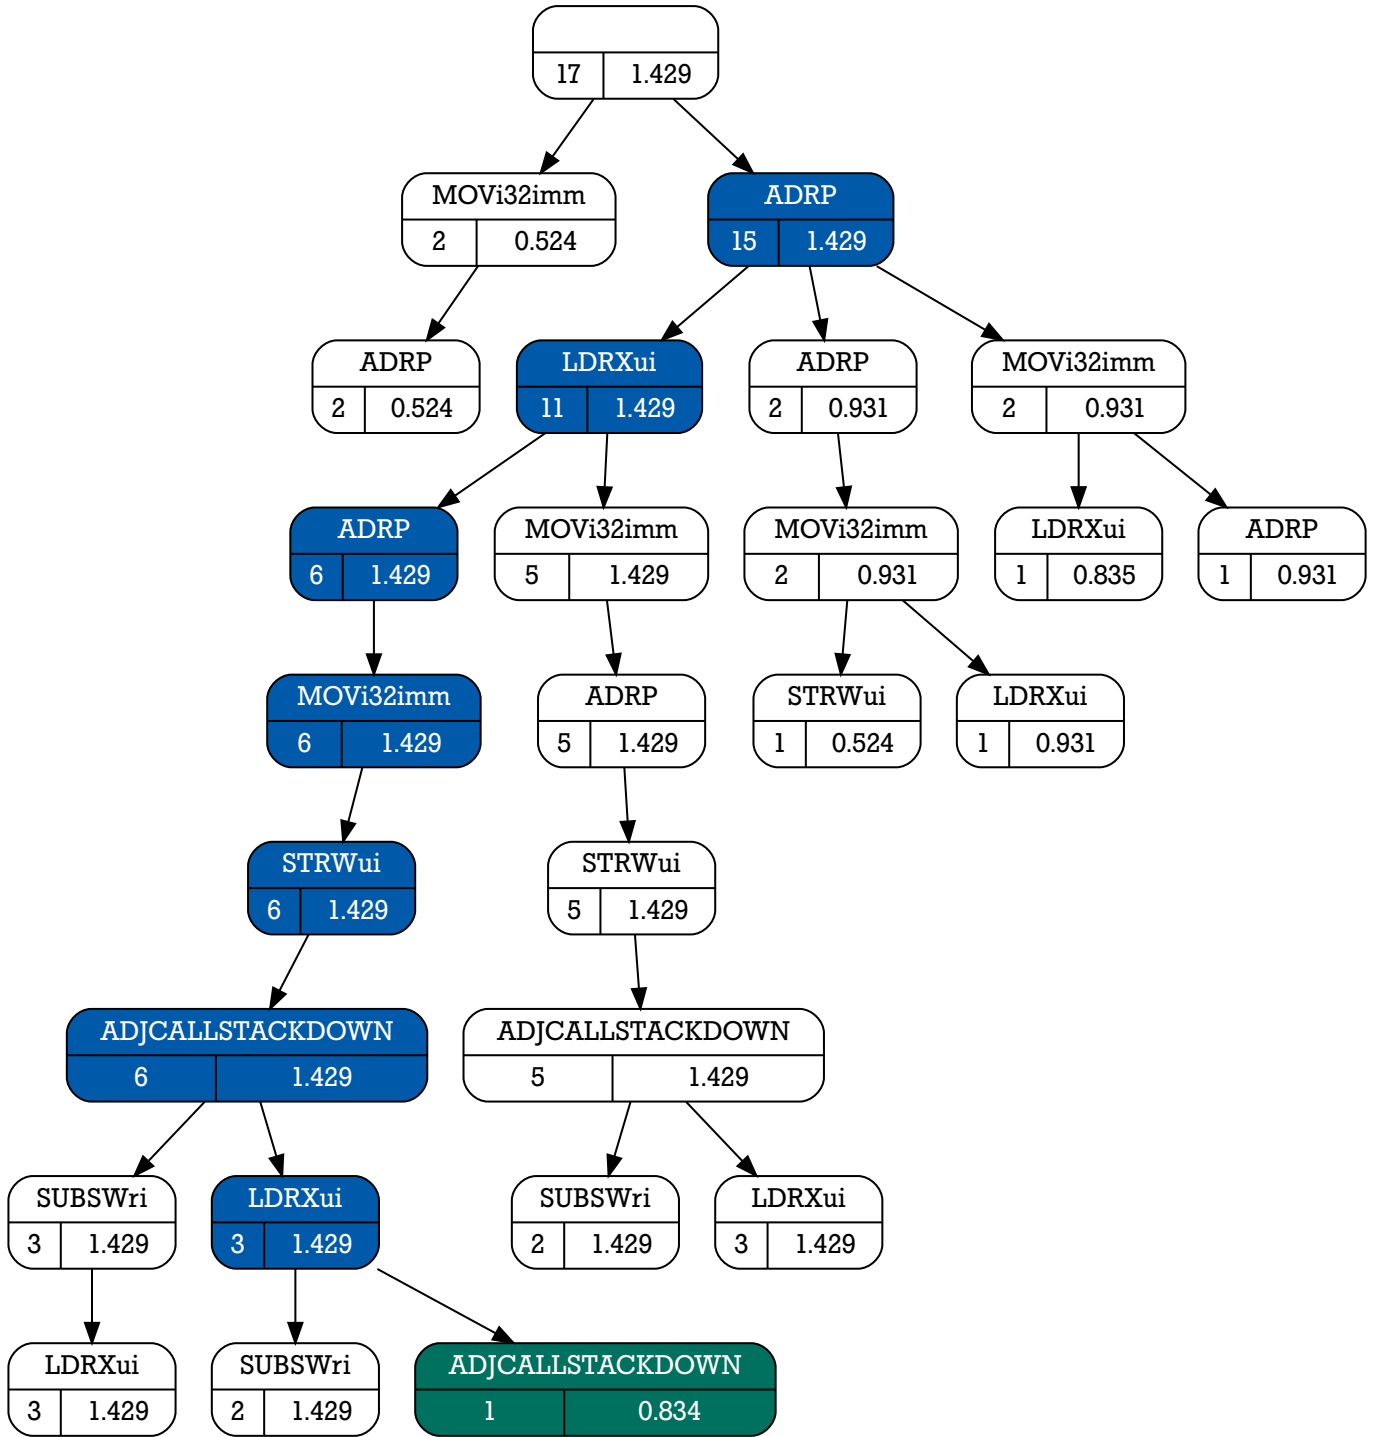 17 1.429
MOVi32imm
2 0.524
ADRP
15 1.429
ADRP
2 0.524
LDRXui
11 1.429
ADRP
2 0.931
MOVi32imm
2 0.931
ADRP
6 1.429
MOVi32imm
5 1.429
MOVi32imm
2 0.931
LDRXui
1 0.835
ADRP
1 0.931
MOVi32imm
6 1.429
ADRP
5 1.429
STRWui
1 0.524
LDRXui
1 0.931
STRWui
6 1.429
STRWui
5 1.429
ADJCALLSTACKDOWN
6 1.429
ADJCALLSTACKDOWN
5 1.429
SUBSWri
3 1.429
LDRXui
3 1.429
SUBSWri
2 1.429
LDRXui
3 1.429
LDRXui
3 1.429
SUBSWri
2 1.429
ADJCALLSTACKDOWN
1 0.834